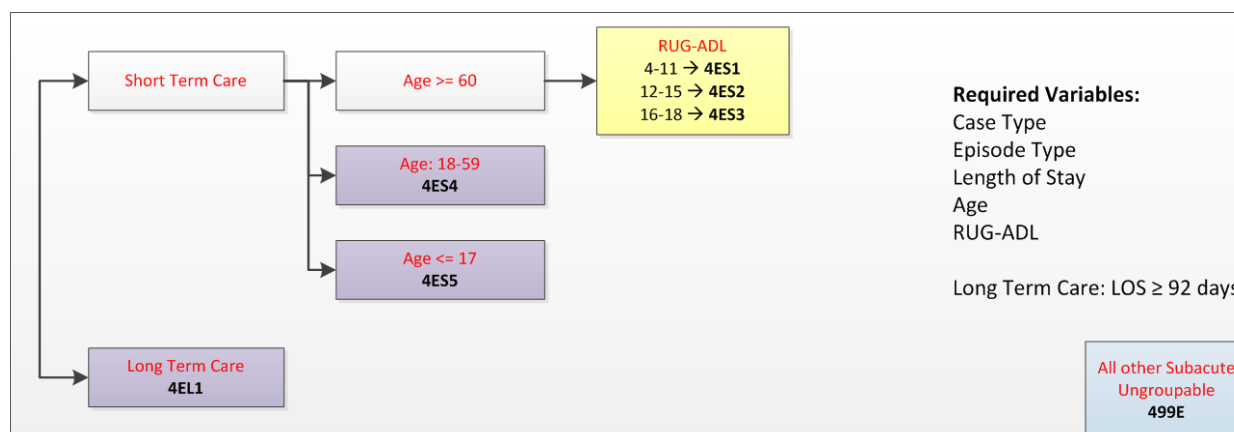 Short Term Care
Age >= 60
RUG-ADL
4-11 → 4ES1
12-15 → 4ES2
16-18 → 4ES3
Age: 18-59
4ES4
Age <= 17
4ES5
Long Term Care
4EL1
Required Variables:
Case Type
Episode Type
Length of Stay
Age
RUG-ADL
Long Term Care: LOS ≥ 92 days
All other Subacute
Ungroupable
499E